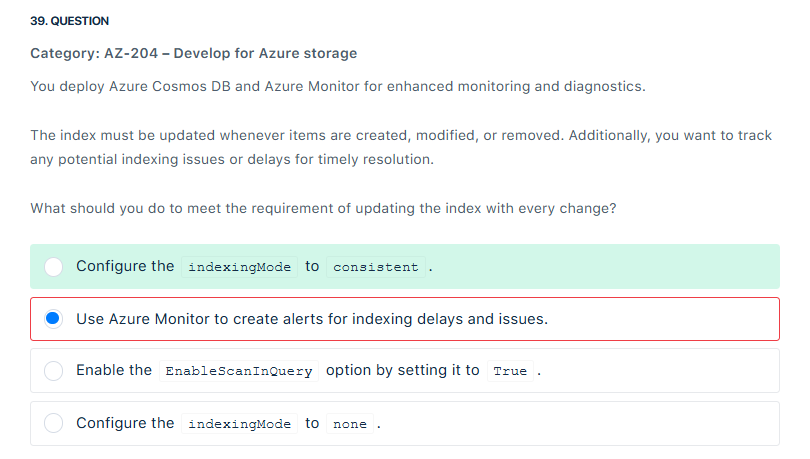 39. QUESTION
Category: AZ-204 – Develop for Azure storage
You deploy Azure Cosmos DB and Azure Monitor for enhanced monitoring and diagnostics.
The index must be updated whenever items are created, modified, or removed. Additionally, you want to track
any potential indexing issues or delays for timely resolution.
What should you do to meet the requirement of updating the index with every change?
Configure the indexingMode to consistent .
Use Azure Monitor to create alerts for indexing delays and issues.
Enable the EnableScanInQuery option by setting it to True .
Configure the indexingMode to none .